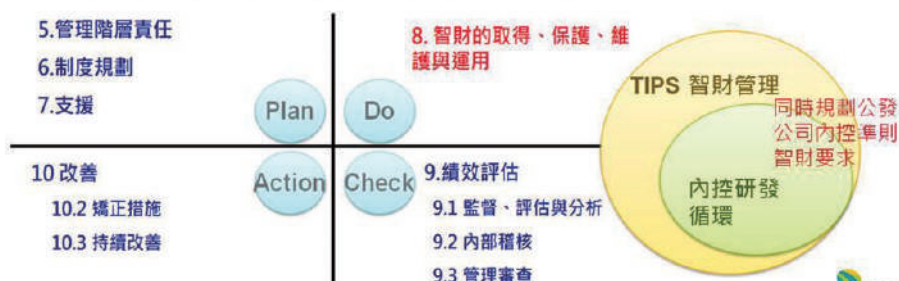 5.管理階層責任
6.制度規劃
7.支援
Plan
Do
8. 智財的取得、保護、維
護與運用
10 改善
10.2 矯正措施
10.3 持續改善
Action
Check
9.績效評估
9.1 監督、評估與分析
9.2 內部稽核
9.3 管理審查
TIPS 智財管理
同時規劃公發
公司內控準則
智財要求
內控研發
循環